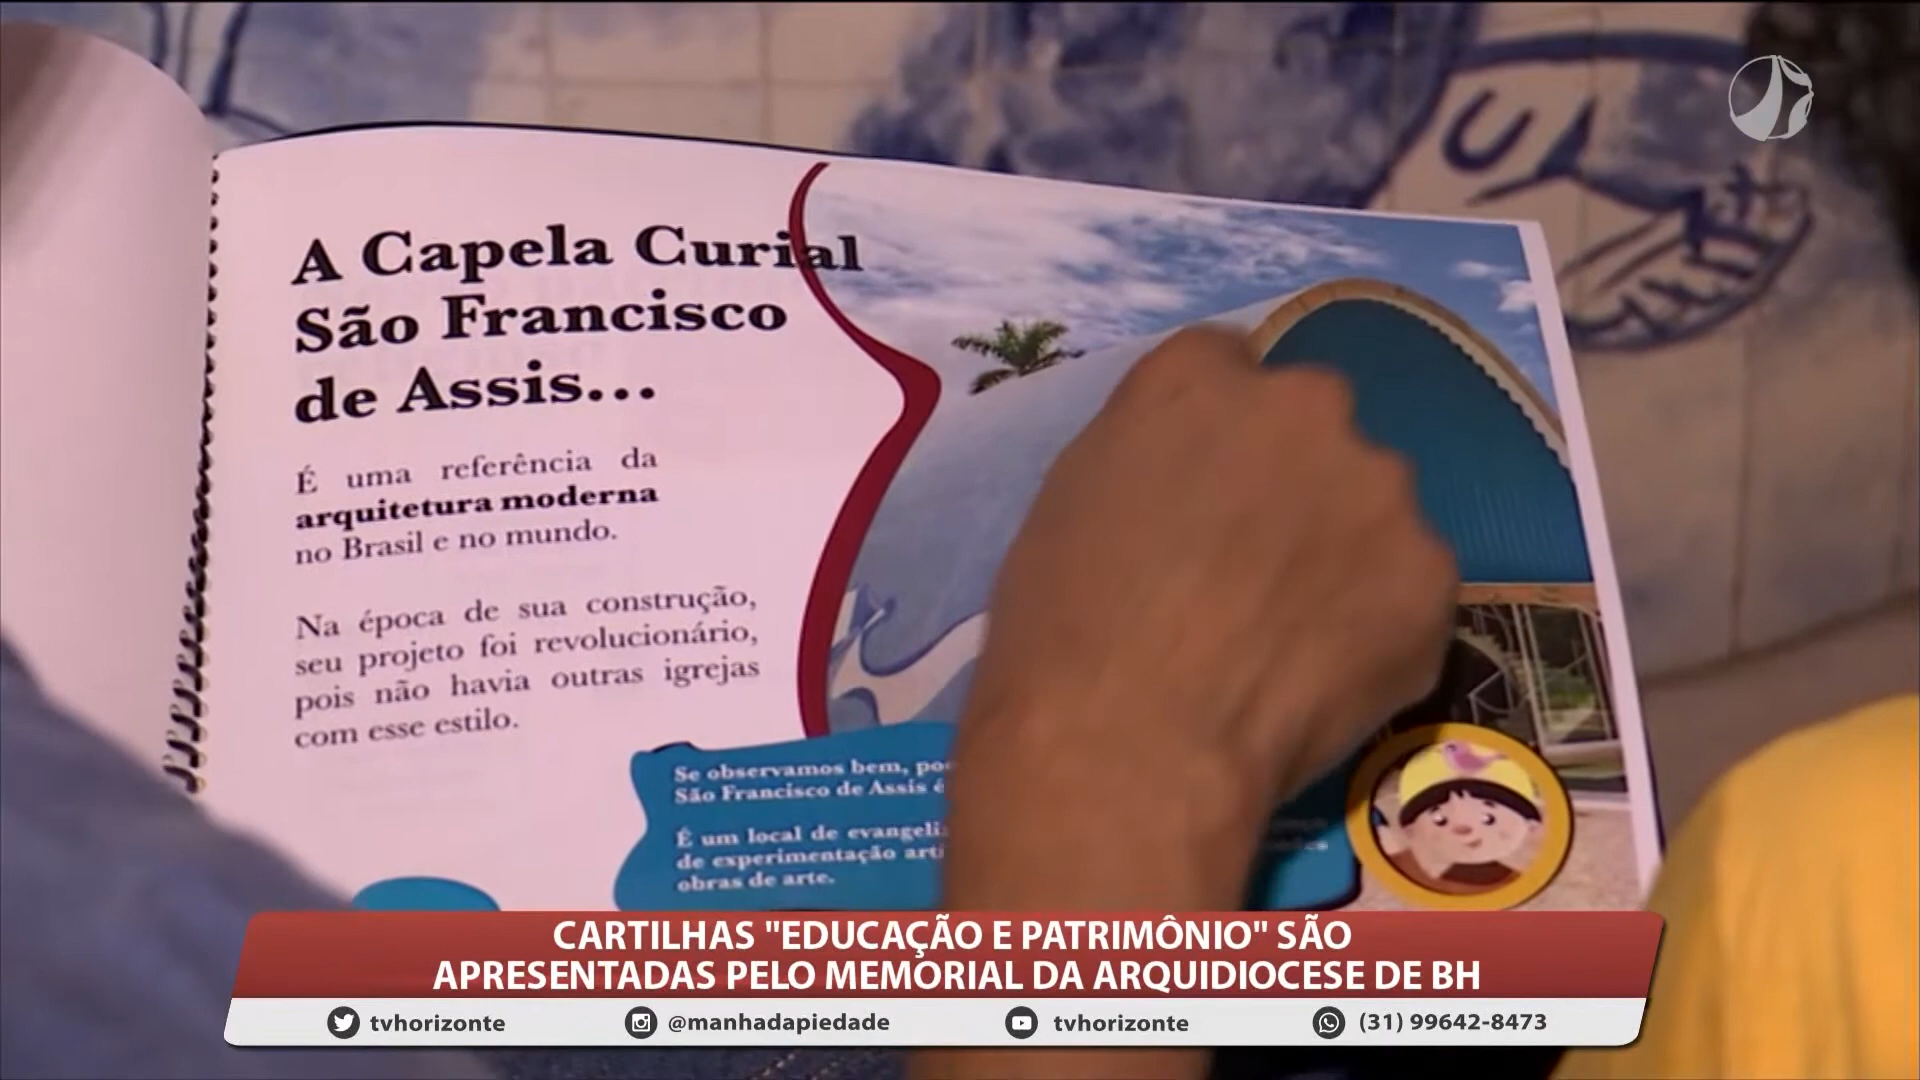 A Capela Curial
São Francisco
de Assis...
É uma referência da
arquitetura moderna
no Brasil e no mundo.
Na época de sua construção,
seu projeto foi revolucionário,
pois não havia outras igrejas
com esse estilo.
Se observamos bem,
São Francisco de Assis
É um local de
de experimentação
obras de arte.
CARTILHAS "EDUCAÇÃO E PATRIMÔNIO" SÃO
APRESENTADAS PELO MEMORIAL DA ARQUIDIOCESE DE BH
tvhorizonte @manhadapiedade tvhorizonte (31) 99642-8473